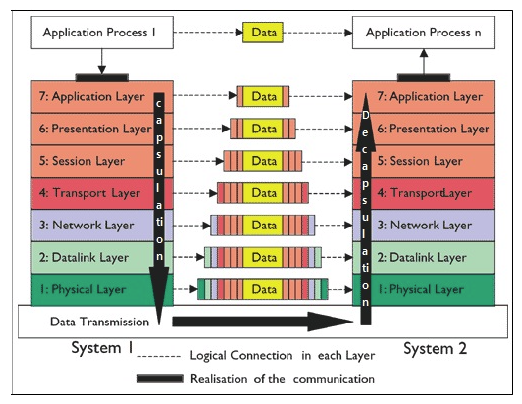 Application Process 1
Data
Application Process n
7: Application Layer
Data
7: Application Layer
6: Presentation Layer
Data
6: Presentation Layer
5: Session Layer
Data
5: Session Layer
4: Transport Layer
Data
4: TransportLayer
3: Network Layer
Data
3: Network Layer
2: Datalink Layer
Data
2: Datalink Layer
1: Physical Layer
Data
1: Physical Layer
capsulation
Decapsulation
Data Transmission
System 1
System 2
Logical Connection in each Layer
Realisation of the communication